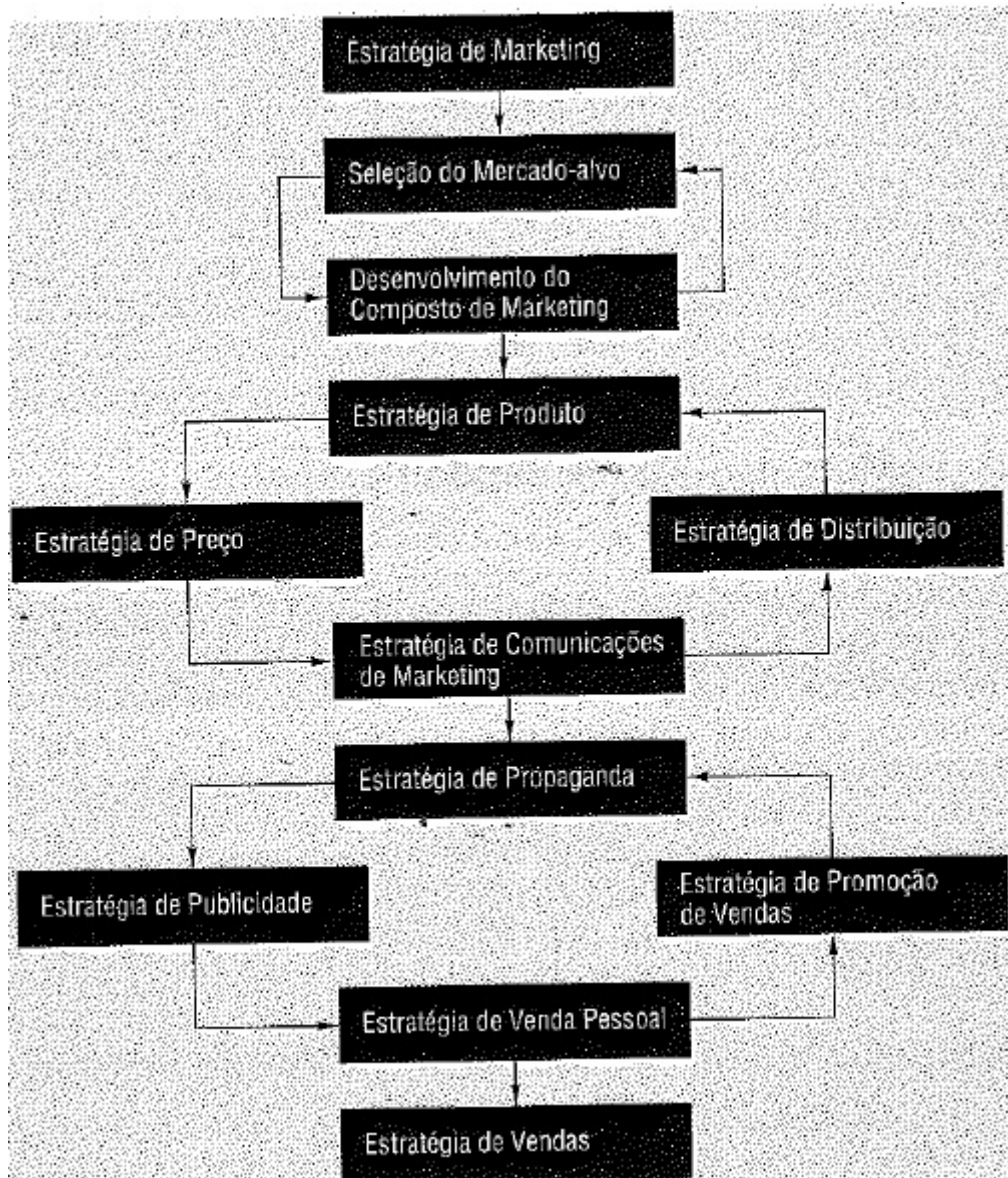 Estratégia de Marketing
Seleção do Mercado-alvo
Desenvolvimento do
Composto de Marketing
Estratégia de Produto
Estratégia de Preço
Estratégia de Distribuição
Estratégia de Comunicações
de Marketing
Estratégia de Propaganda
Estratégia de Publicidade
Estratégia de Promoção
de Vendas
Estratégia de Venda Pessoal
Estratégia de Vendas